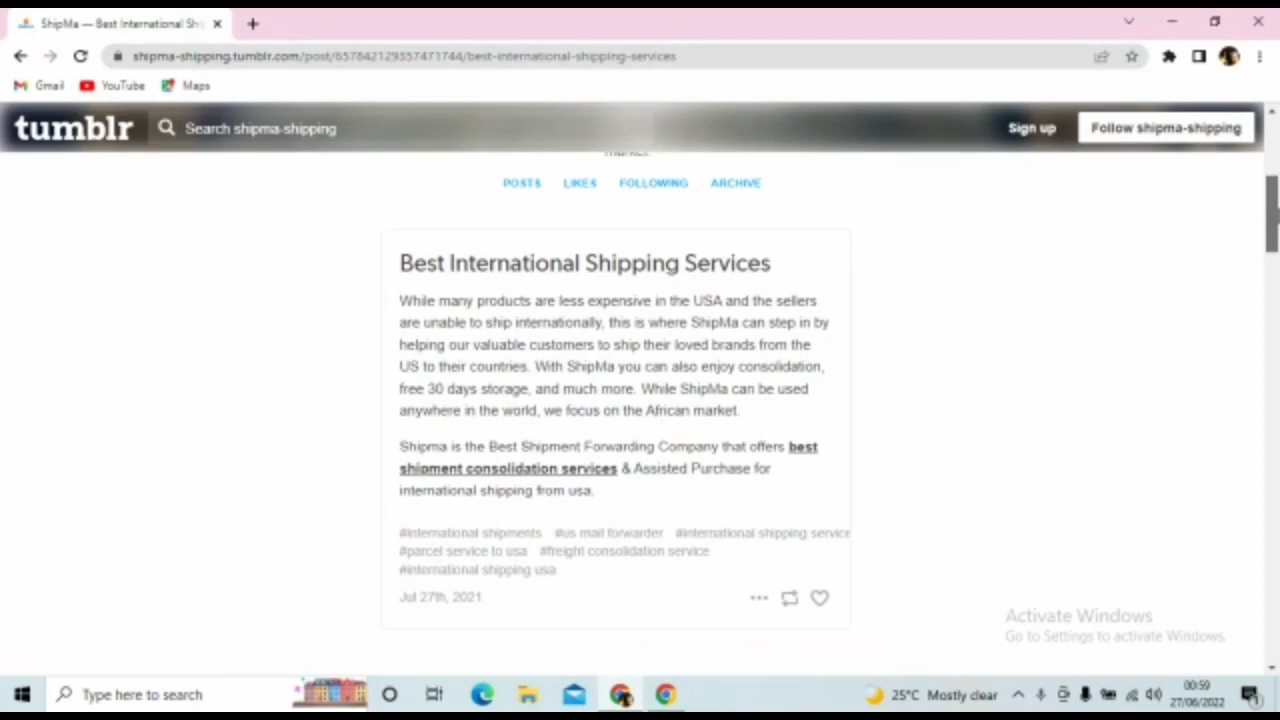 ShipMa — Best International Sh
shipma-shipping.tumblr.com/post/657842129557471744/best-international-shipping-services
Gmail YouTube Maps
tumblr Search shipma-shipping Sign up Follow shipma-shipping
POSTS LIKES FOLLOWING ARCHIVE
Best International Shipping Services
While many products are less expensive in the USA and the sellers
are unable to ship internationally, this is where ShipMa can step in by
helping our valuable customers to ship their loved brands from the
US to their countries. With ShipMa you can also enjoy consolidation,
free 30 days storage, and much more. While ShipMa can be used
anywhere in the world, we focus on the African market.
Shipma is the Best Shipment Forwarding Company that offers best
shipment consolidation services & Assisted Purchase for
international shipping from usa.
#international shipments #us mail forwarder #international shipping service
#parcel service to usa #freight consolidation service
#international shipping usa
Jul 27th, 2021
Activate Windows
Go to Settings to activate Windows.
Type here to search 25°C Mostly clear 00:59
27/06/2022